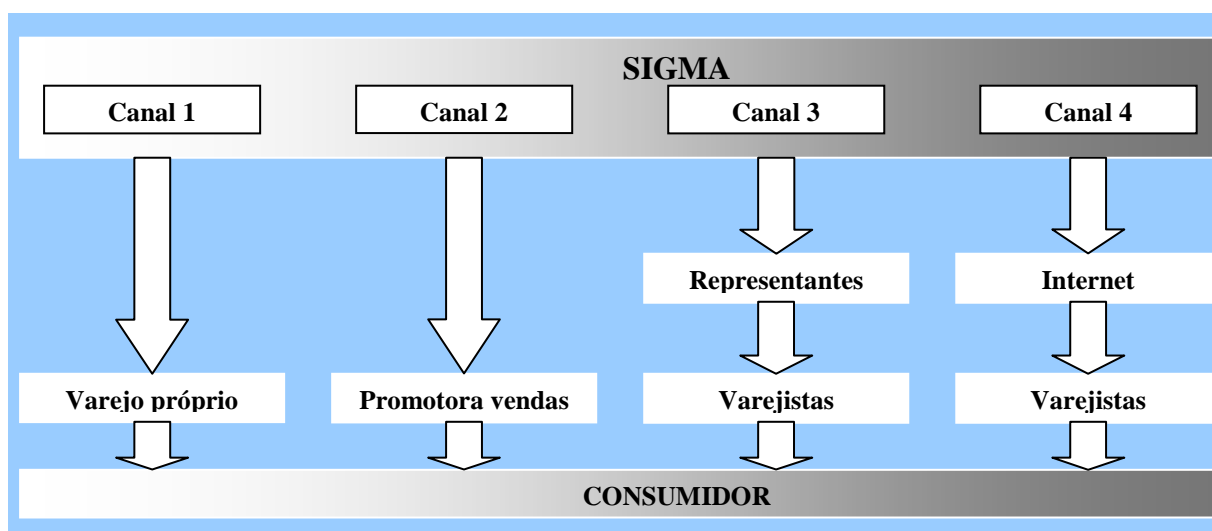 SIGMA
Canal 1
Canal 2
Canal 3
Canal 4
Representantes
Internet
Varejo próprio
Promotora vendas
Varejistas
Varejistas
CONSUMIDOR